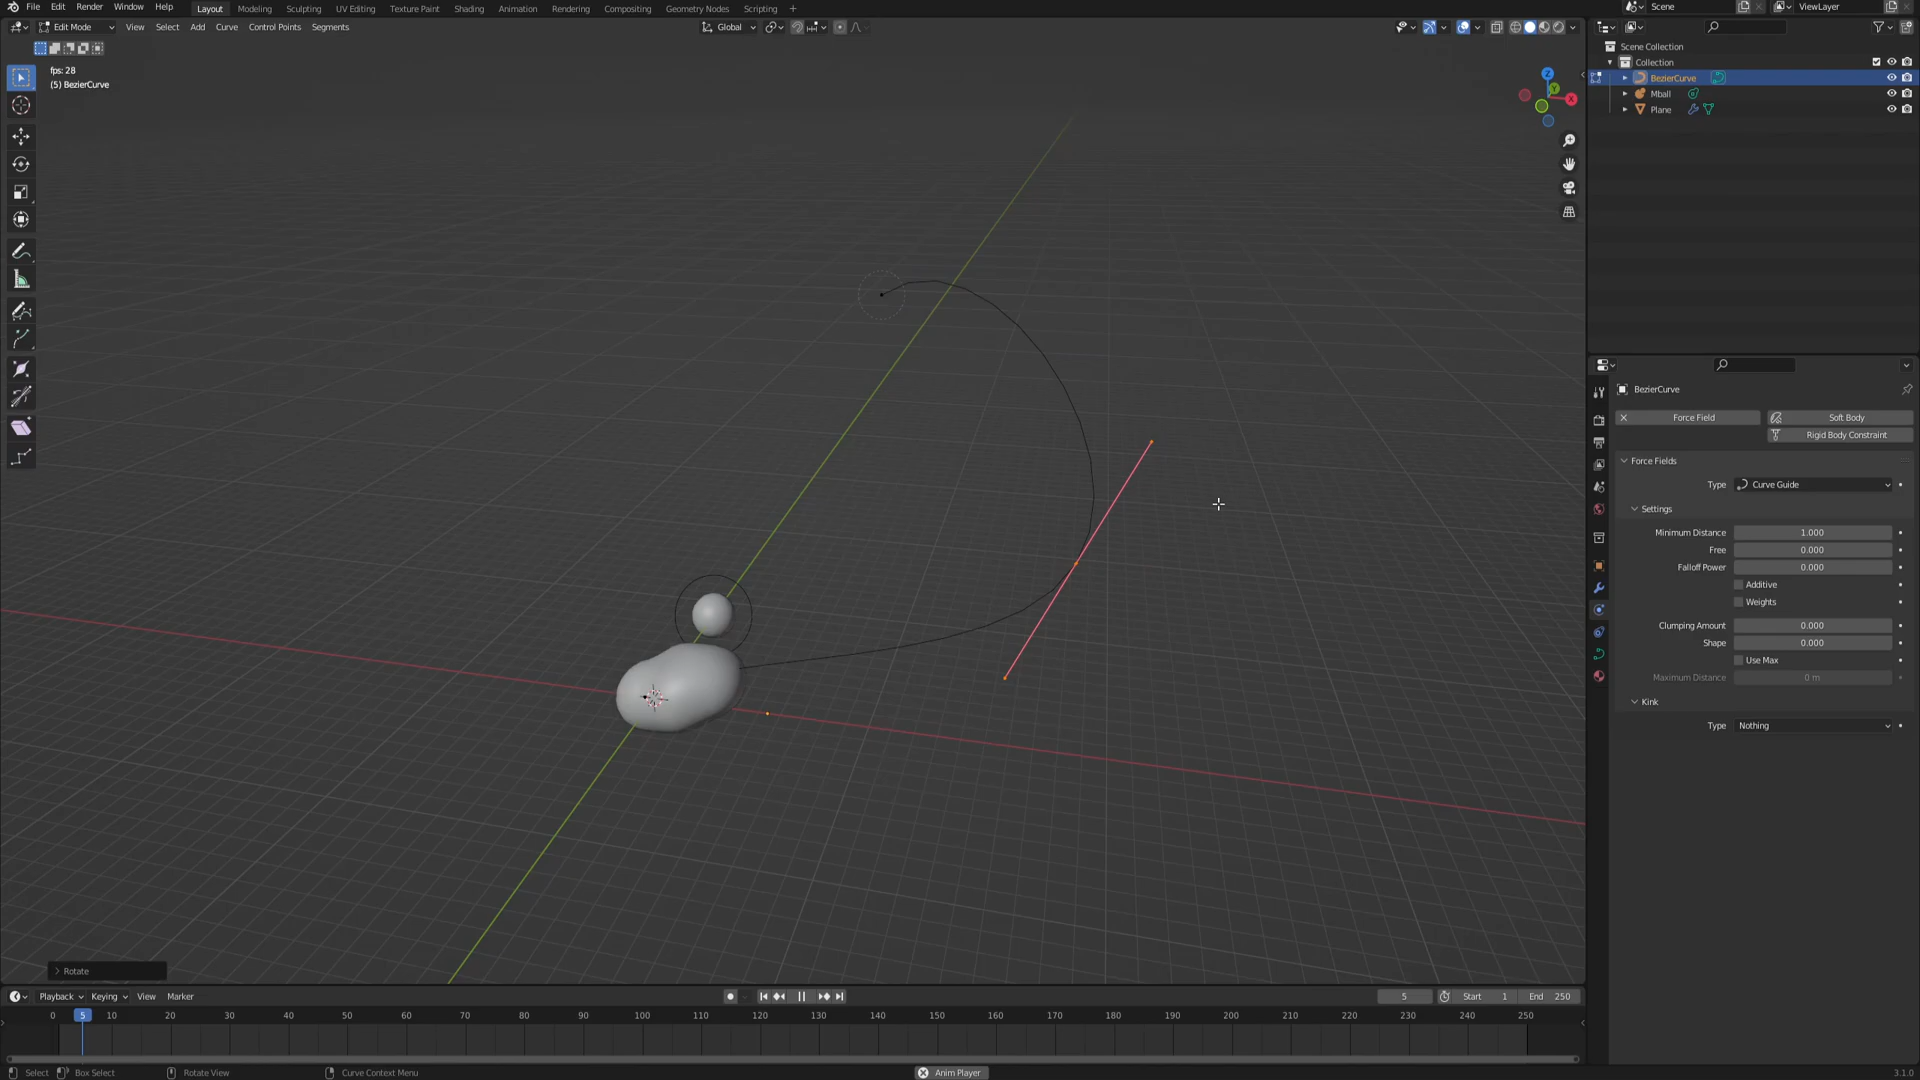 File Edit Render Window Help Layout Modeling Sculpting UV Editing Texture Paint Shading Animation Rendering Compositing Geometry Nodes Scripting + Scene ViewLayer
Edit Mode View Select Add Curve Control Points Segments Global
fps: 28
(5) BezierCurve
Z
Y
X
Scene Collection
Collection
BezierCurve
Mball
Plane
BezierCurve
Force Field Soft Body
Rigid Body Constraint
Force Fields
Type Curve Guide
Settings
Minimum Distance 1.000
Free 0.000
Falloff Power 0.000
Additive
Weights
Clumping Amount 0.000
Shape 0.000
Use Max
Maximum Distance 0 m
Kink
Type Nothing
Rotate
Playback Keying View Marker 5 Start 1 End 250
0 5 10 20 30 40 50 60 70 80 90 100 110 120 130 140 150 160 170 180 190 200 210 220 230 240 250
Select Box Select Rotate View Curve Context Menu Anim Player 3.1.0